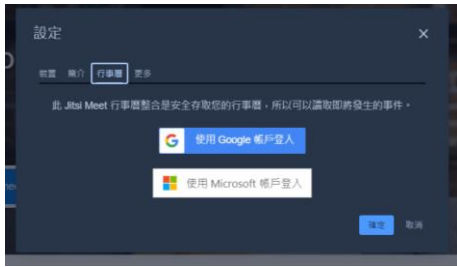 設定
裝置 簡介 行事曆 更多
此 Jitsi Meet 行事曆整合是安全存取您的行事曆，所以可以讀取即將發生的事件。
使用 Google 帳戶登入
使用 Microsoft 帳戶登入
確定 取消